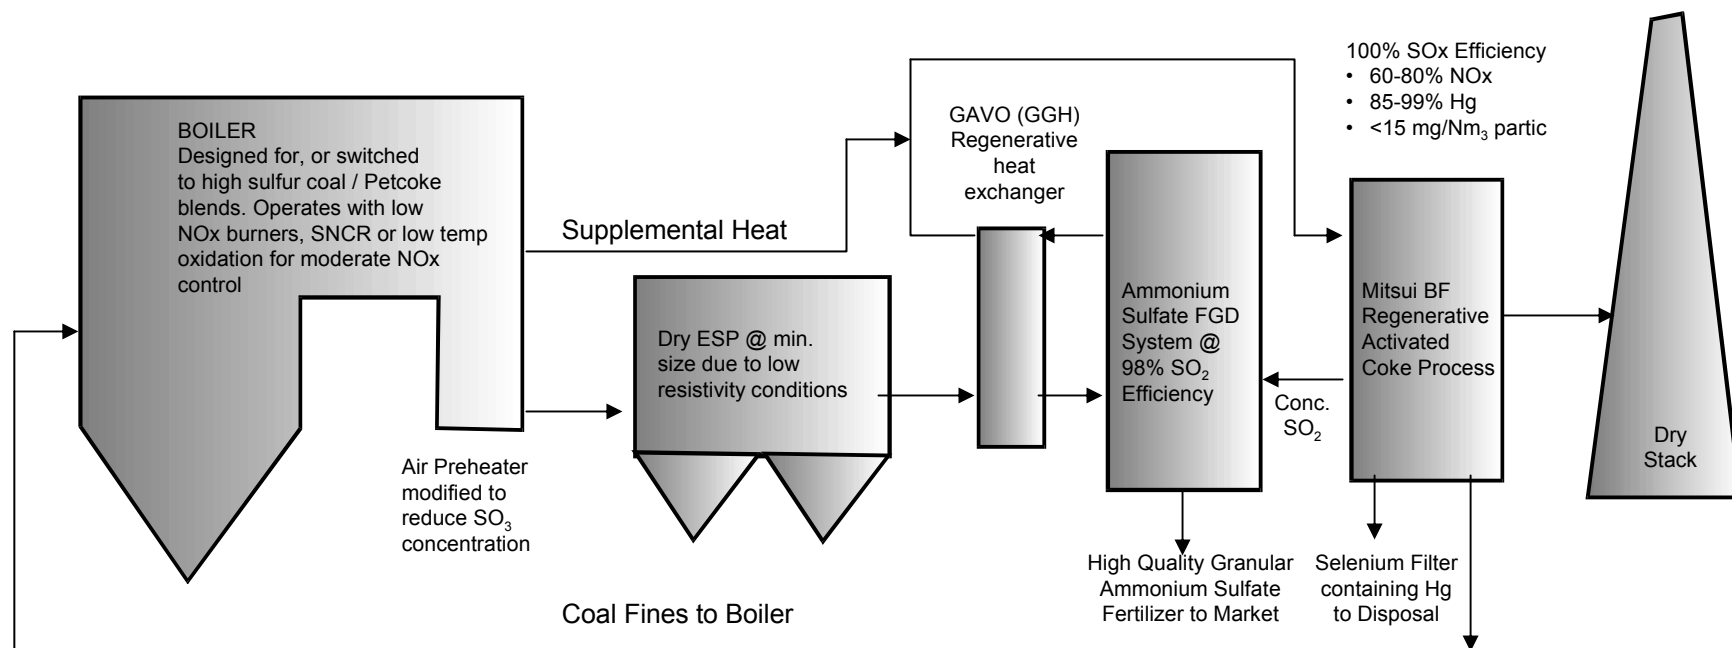 BOILER
Designed for, or switched
to high sulfur coal / Petcoke
blends. Operates with low
NOx burners, SNCR or low temp
oxidation for moderate NOx
control
Supplemental Heat
Air Preheater
modified to
reduce SO3
concentration
Dry ESP @ min.
size due to low
resistivity conditions
GAVO (GGH)
Regenerative
heat
exchanger
Ammonium
Sulfate FGD
System @
98% SO2
Efficiency
Conc.
SO2
100% SOx Efficiency
• 60-80% NOx
• 85-99% Hg
• <15 mg/Nm3 partic
Mitsui BF
Regenerative
Activated
Coke Process
Dry
Stack
High Quality Granular
Ammonium Sulfate
Fertilizer to Market
Selenium Filter
containing Hg
to Disposal
Coal Fines to Boiler